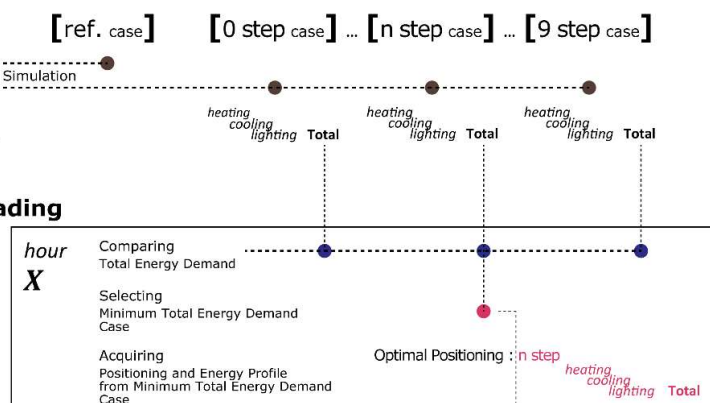 [ref. case] [0 step case] ... [n step case] ... [9 step case]
Simulation
heating heating heating
cooling cooling cooling
lighting Total lighting Total lighting Total
ading
hour Comparing
X Total Energy Demand
Selecting
Minimum Total Energy Demand
Case
Acquiring Optimal Positioning : n step
Positioning and Energy Profile heating
from Minimum Total Energy Demand cooling
Case lighting Total